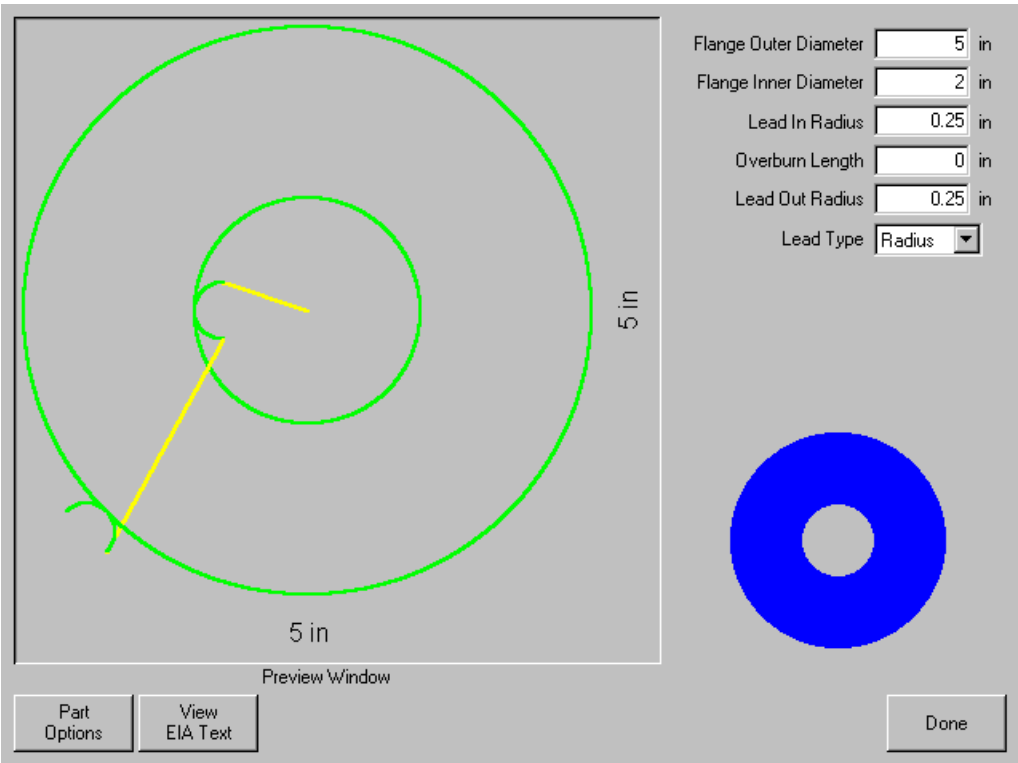 Flange Outer Diameter 5 in
Flange Inner Diameter 2 in
Lead In Radius 0.25 in
Overburn Length 0 in
Lead Out Radius 0.25 in
Lead Type Radius
5 in
5 in
Preview Window
Part
Options
View
EIA Text
Done